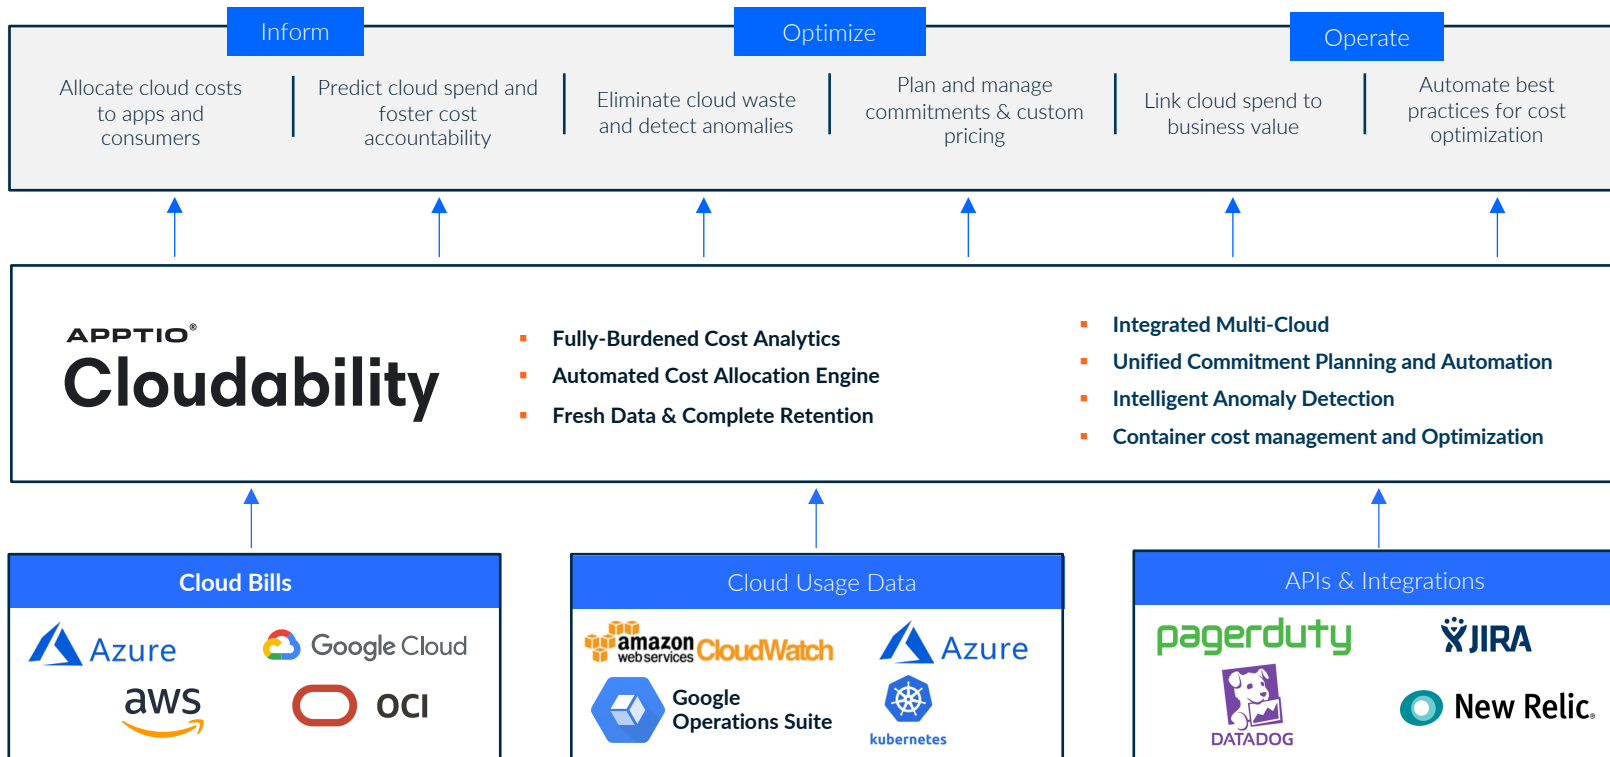 Inform
Optimize
Operate
Allocate cloud costs
to apps and
consumers
Predict cloud spend and
foster cost
accountability
Eliminate cloud waste
and detect anomalies
Plan and manage
commitments & custom
pricing
Link cloud spend to
business value
Automate best
practices for cost
optimization
APPTIO®
Cloudability
▪ Fully-Burdened Cost Analytics
▪ Automated Cost Allocation Engine
▪ Fresh Data & Complete Retention
▪ Integrated Multi-Cloud
▪ Unified Commitment Planning and Automation
▪ Intelligent Anomaly Detection
▪ Container cost management and Optimization
Cloud Bills
Azure
Google Cloud
aws
OCI
Cloud Usage Data
amazon
webservices CloudWatch
Azure
Google
Operations Suite
kubernetes
APIs & Integrations
pagerduty
JIRA
DATADOG
New Relic.